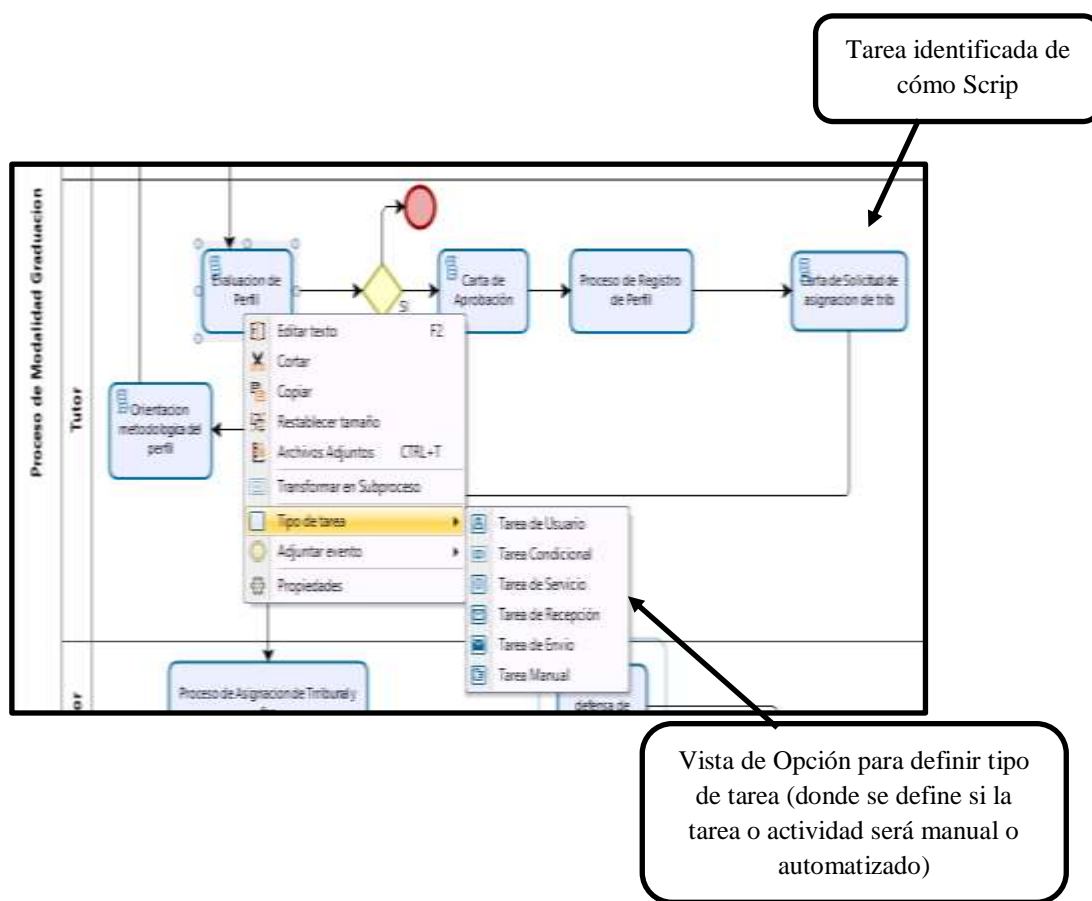 Tarea identificada de
cómo Scrip
Proceso de Modalidad Graduacion
Tutor
Evaluacion de
Perfil
SI
Carta de
Aprobación
Proceso de Registro
de Perfil
Carta de Solicitud de
asignacion de trib
Orientacion
metodologica del
perfil
Editar texto F2
Cortar
Copiar
Restablecer tamaño
Archivos Adjuntos CTRL+T
Transformar en Subproceso
Tipo de tarea
Adjuntar evento
Propiedades
Tarea de Usuario
Tarea Condicional
Tarea de Servicio
Tarea de Recepción
Tarea de Envio
Tarea Manual
Proceso de Asignacion de Tirribunal y
defensa de
or
Vista de Opción para definir tipo
de tarea (donde se define si la
tarea o actividad será manual o
automatizado)